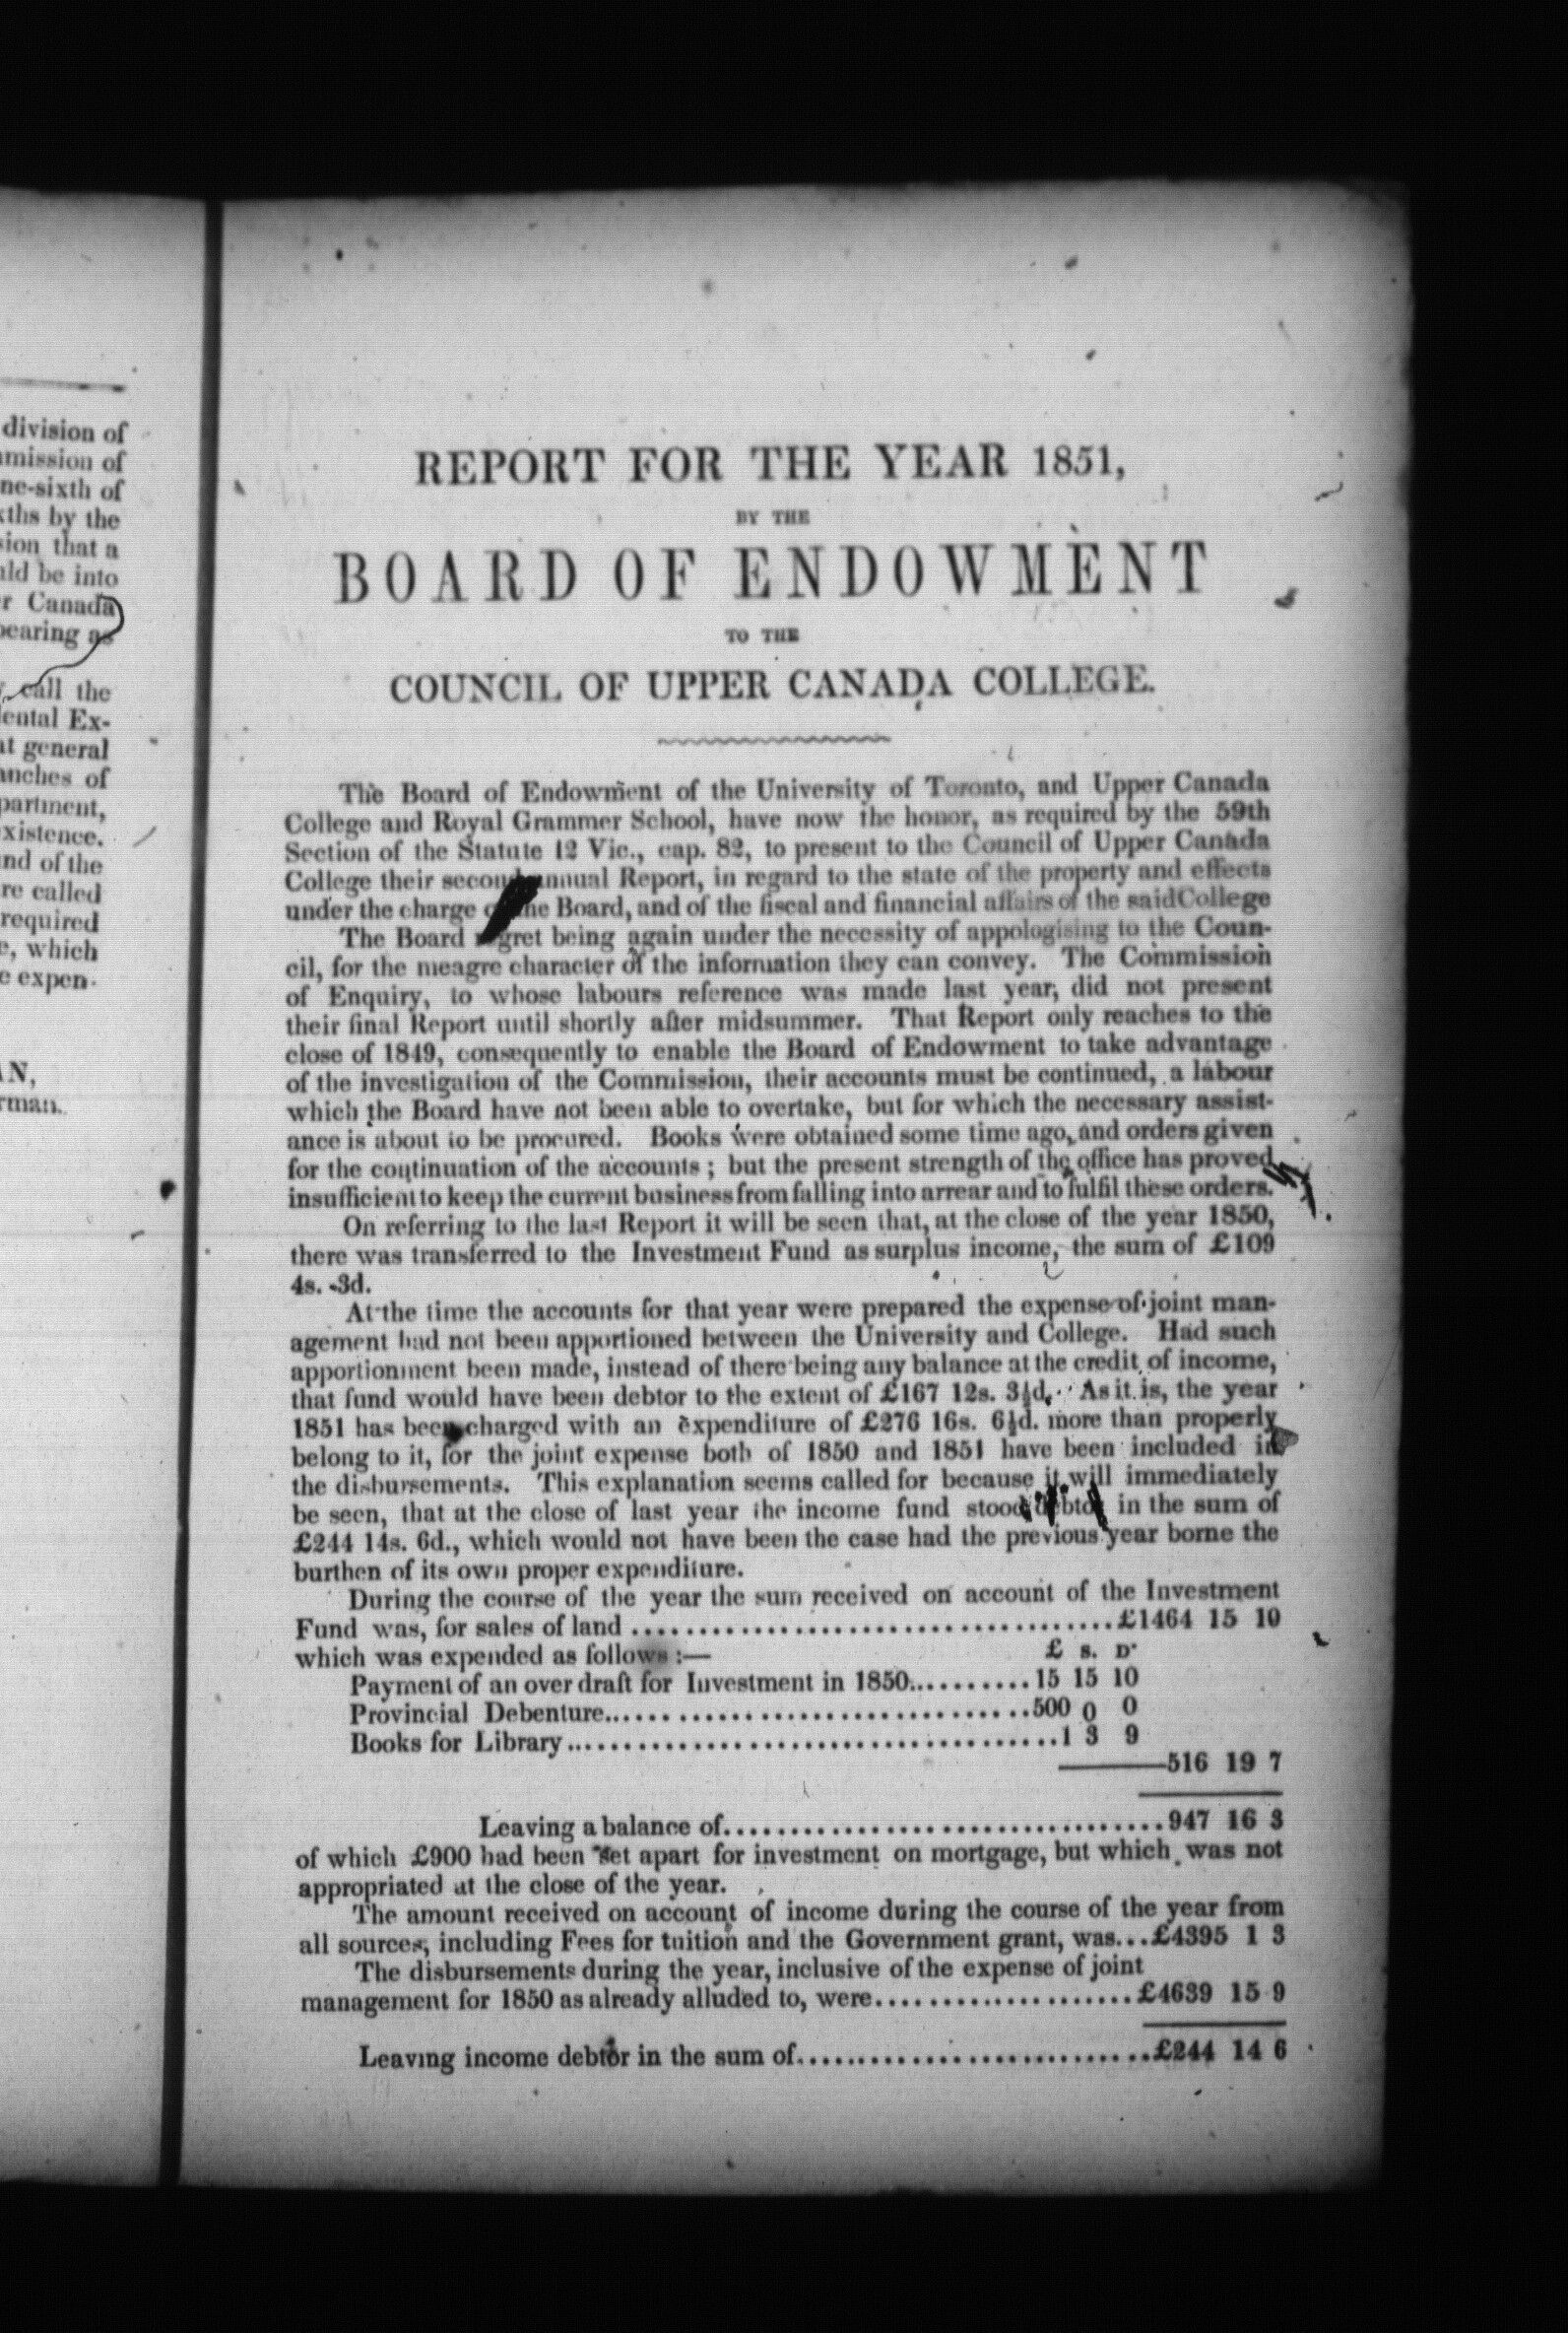 division of
mission of
ne-sixth of
ths by the
sion that a
ld be into
r Canada
bearing as
call the
ental Ex-
at general
anches of
partment,
xistence.
nd of the
re called
required
e, which
e expen-
AN,
rman.
REPORT FOR THE YEAR 1851,
BY THE
BOARD OF ENDOWMENT
TO THE
COUNCIL OF UPPER CANADA COLLEGE.
The Board of Endowment of the University of Toronto, and Upper Canada
College and Royal Grammer School, have now the honor, as required by the 59th
Section of the Statute 12 Vic., cap. 82, to present to the Council of Upper Canada
College their second annual Report, in regard to the state of the property and effects
under the charge of the Board, and of the fiscal and financial affairs of the said College
The Board regret being again under the necessity of appologising to the Coun-
cil, for the meagre character of the information they can convey. The Commission
of Enquiry, to whose labours reference was made last year, did not present
their final Report until shortly after midsummer. That Report only reaches to the
close of 1849, consequently to enable the Board of Endowment to take advantage
of the investigation of the Commission, their accounts must be continued, a labour
which the Board have not been able to overtake, but for which the necessary assist-
ance is about to be procured. Books were obtained some time ago, and orders given
for the continuation of the accounts; but the present strength of the office has proved
insufficient to keep the current business from falling into arrear and to fulfil these orders.
On referring to the last Report it will be seen that, at the close of the year 1850,
there was transferred to the Investment Fund as surplus income, the sum of £109
4s. 3d.
At the time the accounts for that year were prepared the expense of joint man-
agement had not been apportioned between the University and College. Had such
apportionment been made, instead of there being any balance at the credit of income,
that fund would have been debtor to the extent of £167 12s. 3½d. As it is, the year
1851 has been charged with an expenditure of £276 16s. 6½d. more than properly
belong to it, for the joint expense both of 1850 and 1851 have been included in
the disbursements. This explanation seems called for because it will immediately
be seen, that at the close of last year the income fund stood debtor in the sum of
£244 14s. 6d., which would not have been the case had the previous year borne the
burthen of its own proper expenditure.
During the course of the year the sum received on account of the Investment
Fund was, for sales of land ....................................£1464 15 10
which was expended as follows :— £ S. D.
Payment of an over draft for Investment in 1850..........15 15 10
Provincial Debenture................................500 0 0
Books for Library.....................................1 3 9
516 19 7
Leaving a balance of.................................947 16 3
of which £900 had been set apart for investment on mortgage, but which was not
appropriated at the close of the year.
The amount received on account of income during the course of the year from
all sources, including Fees for tuition and the Government grant, was...£4395 1 3
The disbursements during the year, inclusive of the expense of joint
management for 1850 as already alluded to, were...................£4639 15 9
Leaving income debtor in the sum of..........................£244 14 6